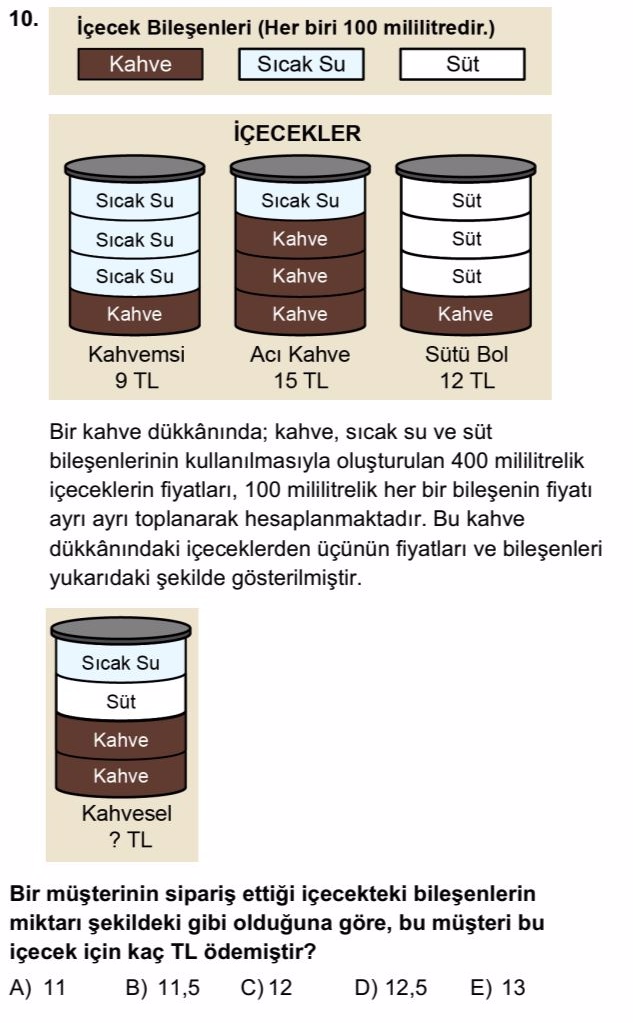 10.
İçecek Bileşenleri (Her biri 100 mililitredir.)
Kahve Sıcak Su Süt
İÇECEKLER
Sıcak Su Sıcak Su Süt
Sıcak Su Kahve Süt
Sıcak Su Kahve Süt
Kahve Kahve Kahve
Kahvemsi Acı Kahve Sütü Bol
9 TL 15 TL 12 TL
Bir kahve dükkânında; kahve, sıcak su ve süt
bileşenlerinin kullanılmasıyla oluşturulan 400 mililitrelik
içeceklerin fiyatları, 100 mililitrelik her bir bileşenin fiyatı
ayrı ayrı toplanarak hesaplanmaktadır. Bu kahve
dükkânındaki içeceklerden üçünün fiyatları ve bileşenleri
yukarıdaki şekilde gösterilmiştir.
Sıcak Su
Süt
Kahve
Kahve
Kahvesel
? TL
Bir müşterinin sipariş ettiği içecekteki bileşenlerin
miktarı şekildeki gibi olduğuna göre, bu müşteri bu
içecek için kaç TL ödemiştir?
A) 11 B) 11,5 C) 12 D) 12,5 E) 13